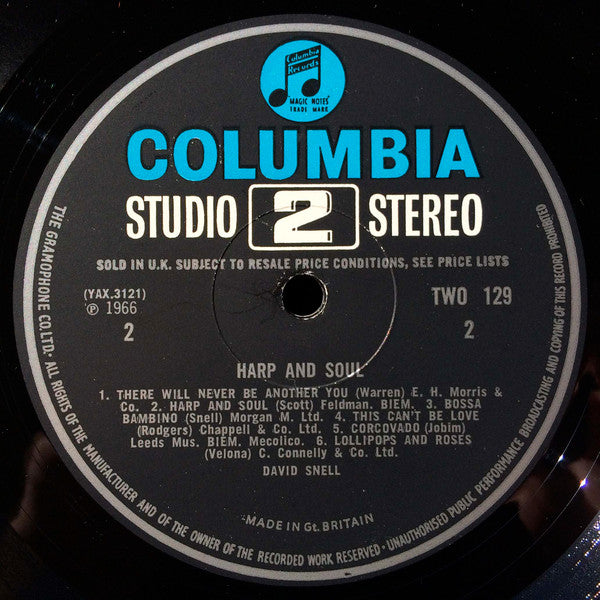 Columbia
Records
MAGIC NOTES
TRADE MARK
COLUMBIA
STUDIO 2 STEREO
SOLD IN U.K. SUBJECT TO RESALE PRICE CONDITIONS, SEE PRICE LISTS
(YAX.3121) TWO 129
℗ 1966
2 2
HARP AND SOUL
1. THERE WILL NEVER BE ANOTHER YOU (Warren) E. H. Morris &
Co. 2. HARP AND SOUL (Scott) Feldman. BIEM. 3. BOSSA
BAMBINO (Snell) Morgan M. Ltd. 4. THIS CAN'T BE LOVE
(Rodgers) Chappell & Co. Ltd. 5. CORCOVADO (Jobim)
Leeds Mus. BIEM. Mecolico. 6. LOLLIPOPS AND ROSES
(Velona) C. Connelly & Co. Ltd.
DAVID SNELL
MADE IN Gt. BRITAIN
THE GRAMOPHONE CO. LTD. · ALL RIGHTS OF THE MANUFACTURER AND OF THE OWNER OF THE RECORDED WORK RESERVED · UNAUTHORISED PUBLIC PERFORMANCE BROADCASTING AND COPYING OF THIS RECORD PROHIBITED